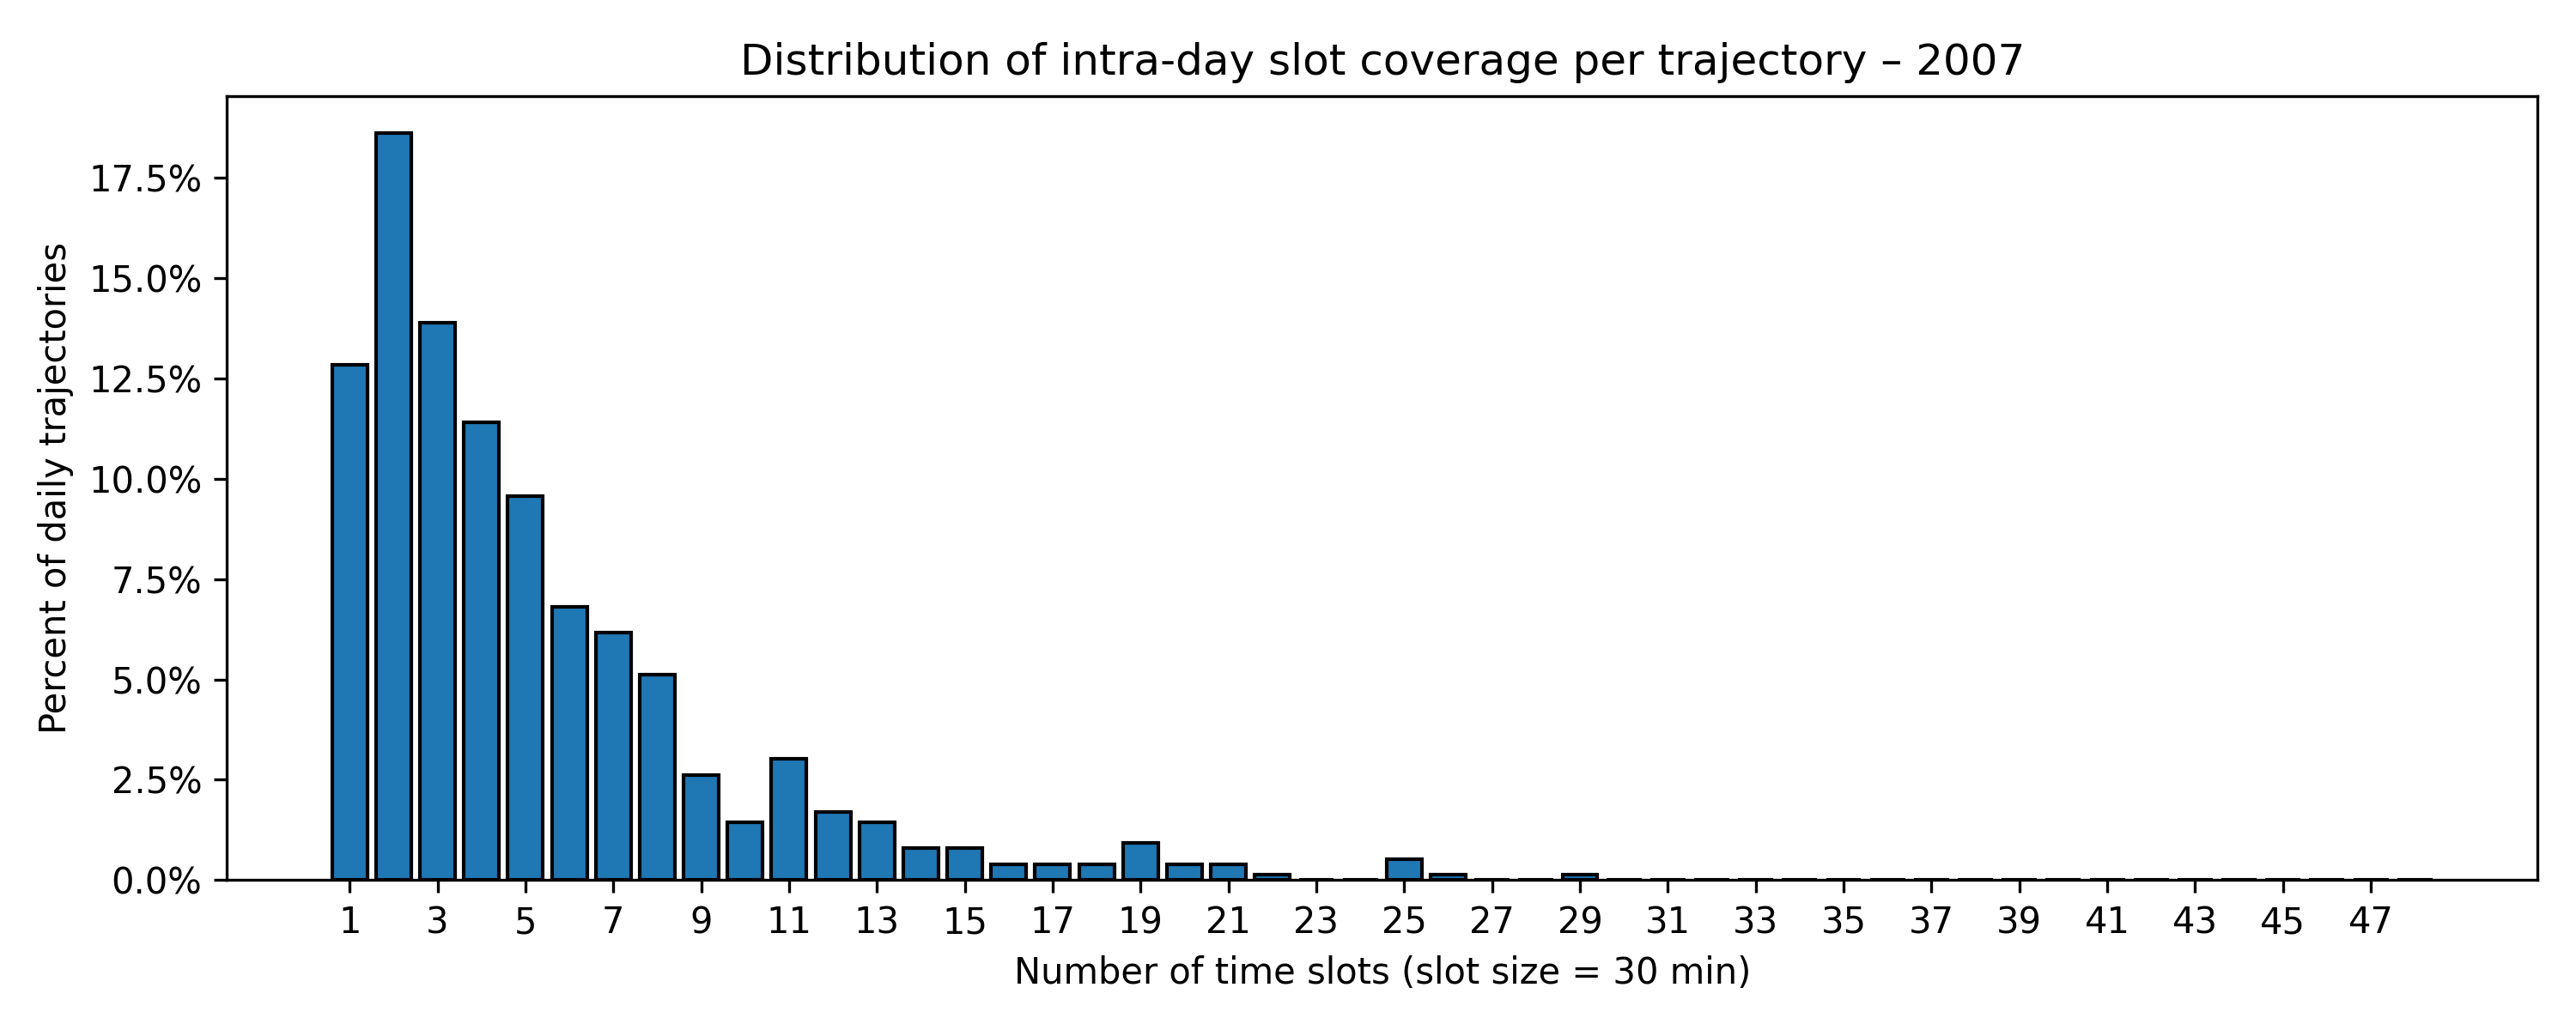 Distribution of intra-day slot coverage per trajectory – 2007
Percent of daily trajectories
17.5%
15.0%
12.5%
10.0%
7.5%
5.0%
2.5%
0.0%
1 3 5 7 9 11 13 15 17 19 21 23 25 27 29 31 33 35 37 39 41 43 45 47
Number of time slots (slot size = 30 min)